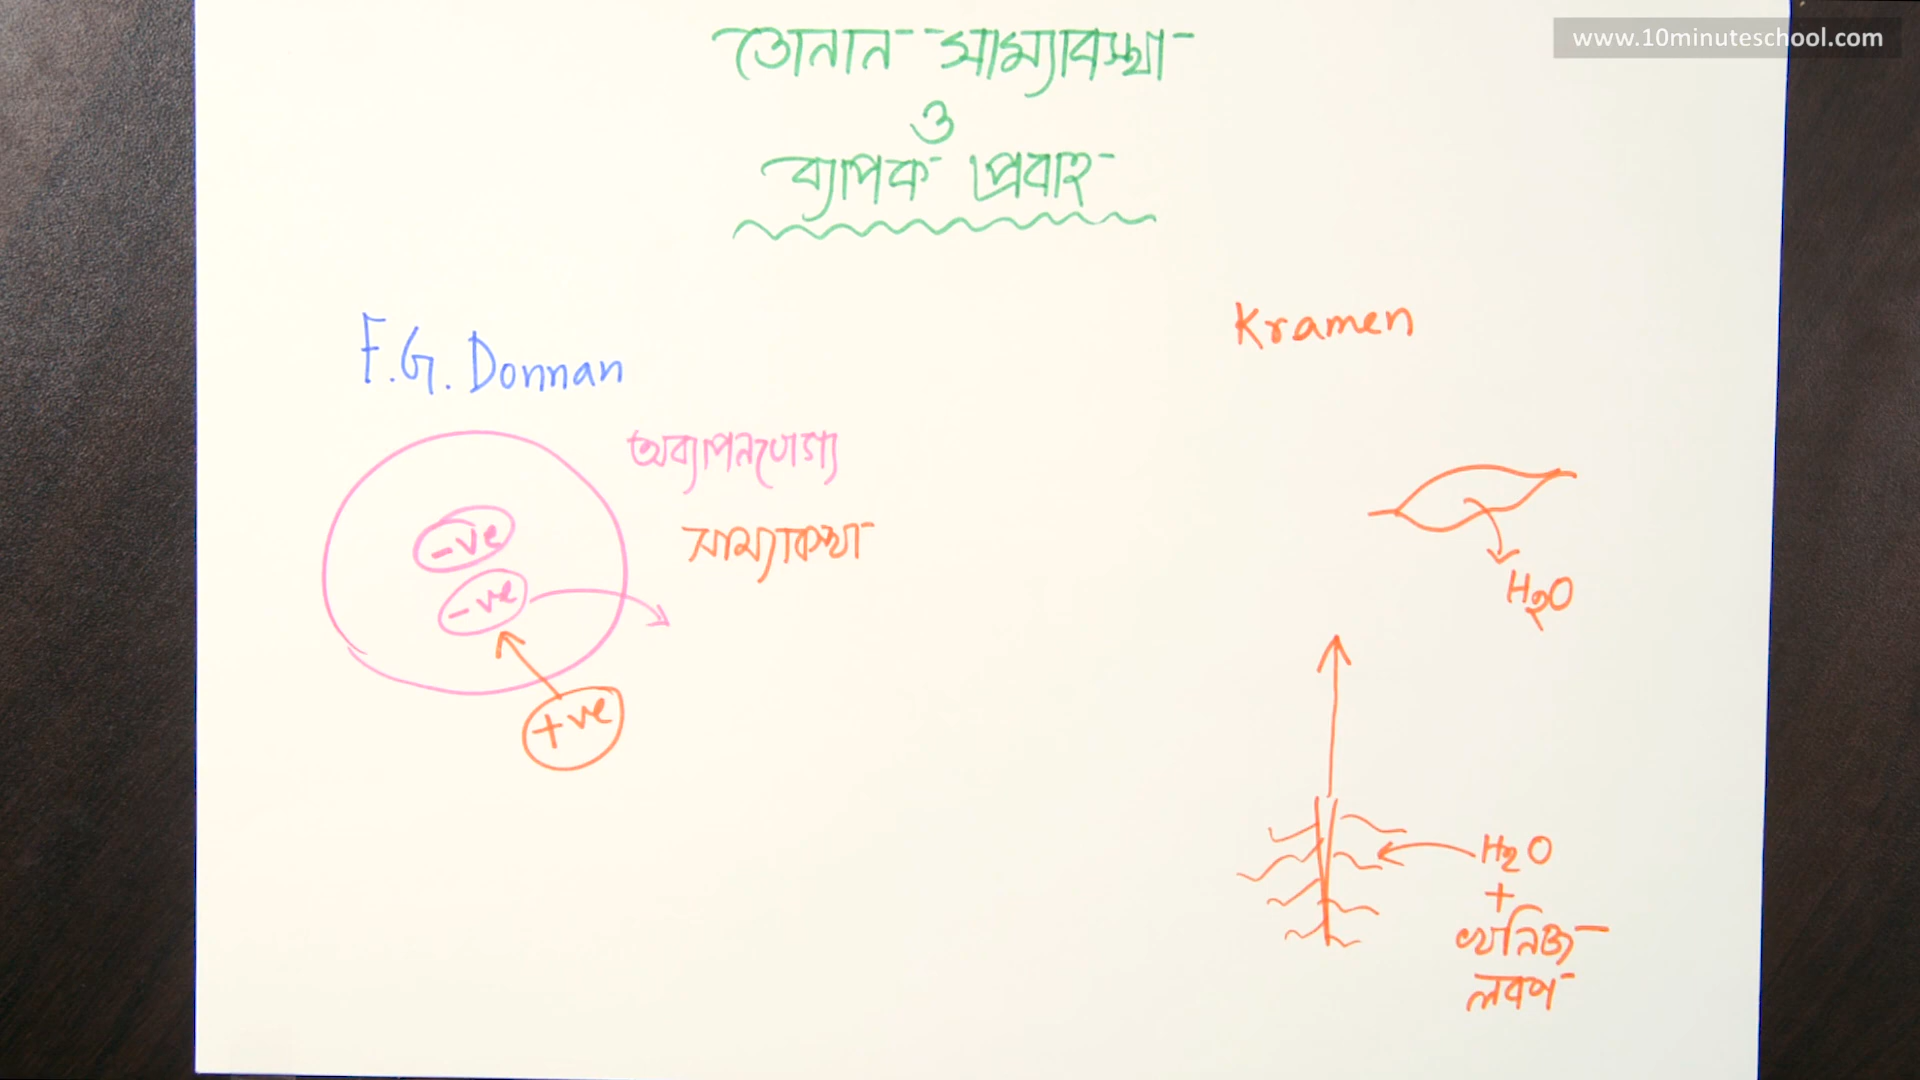 www.10minuteschool.com
ডোনান সাম্যাবস্থা
ও
ব্যাপক প্রবাহ
F.G. Donnan
Kramen
অব্যাপনযোগ্য
সাম্যাবস্থা
-ve
-ve
+ve
H2O
H2O
+
খনিজ
লবণ